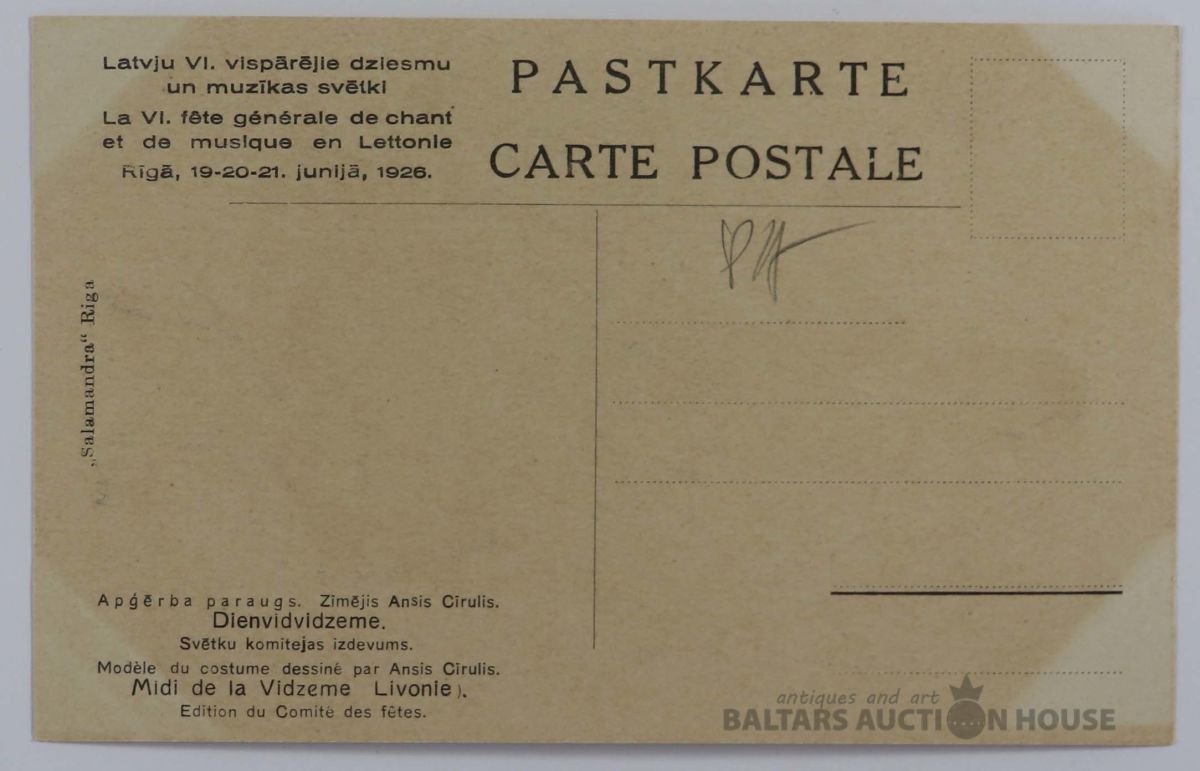 Latvju VI. vispārējie dziesmu
un muzīkas svētki
La VI. fête générale de chant
et de musique en Lettonie
Rīgā, 19-20-21. junijā, 1926.
PASTKARTE
CARTE POSTALE
„Salamandra“ Riga
Apģērba paraugs. Zīmējis Ansis Cīrulis.
Dienvidvidzeme.
Svētku komitejas izdevums.
Modèle du costume dessiné par Ansis Cīrulis.
Midi de la Vidzeme Livonie).
Edition du Comité des fêtes.
antiques and art
BALTARS AUCTION HOUSE